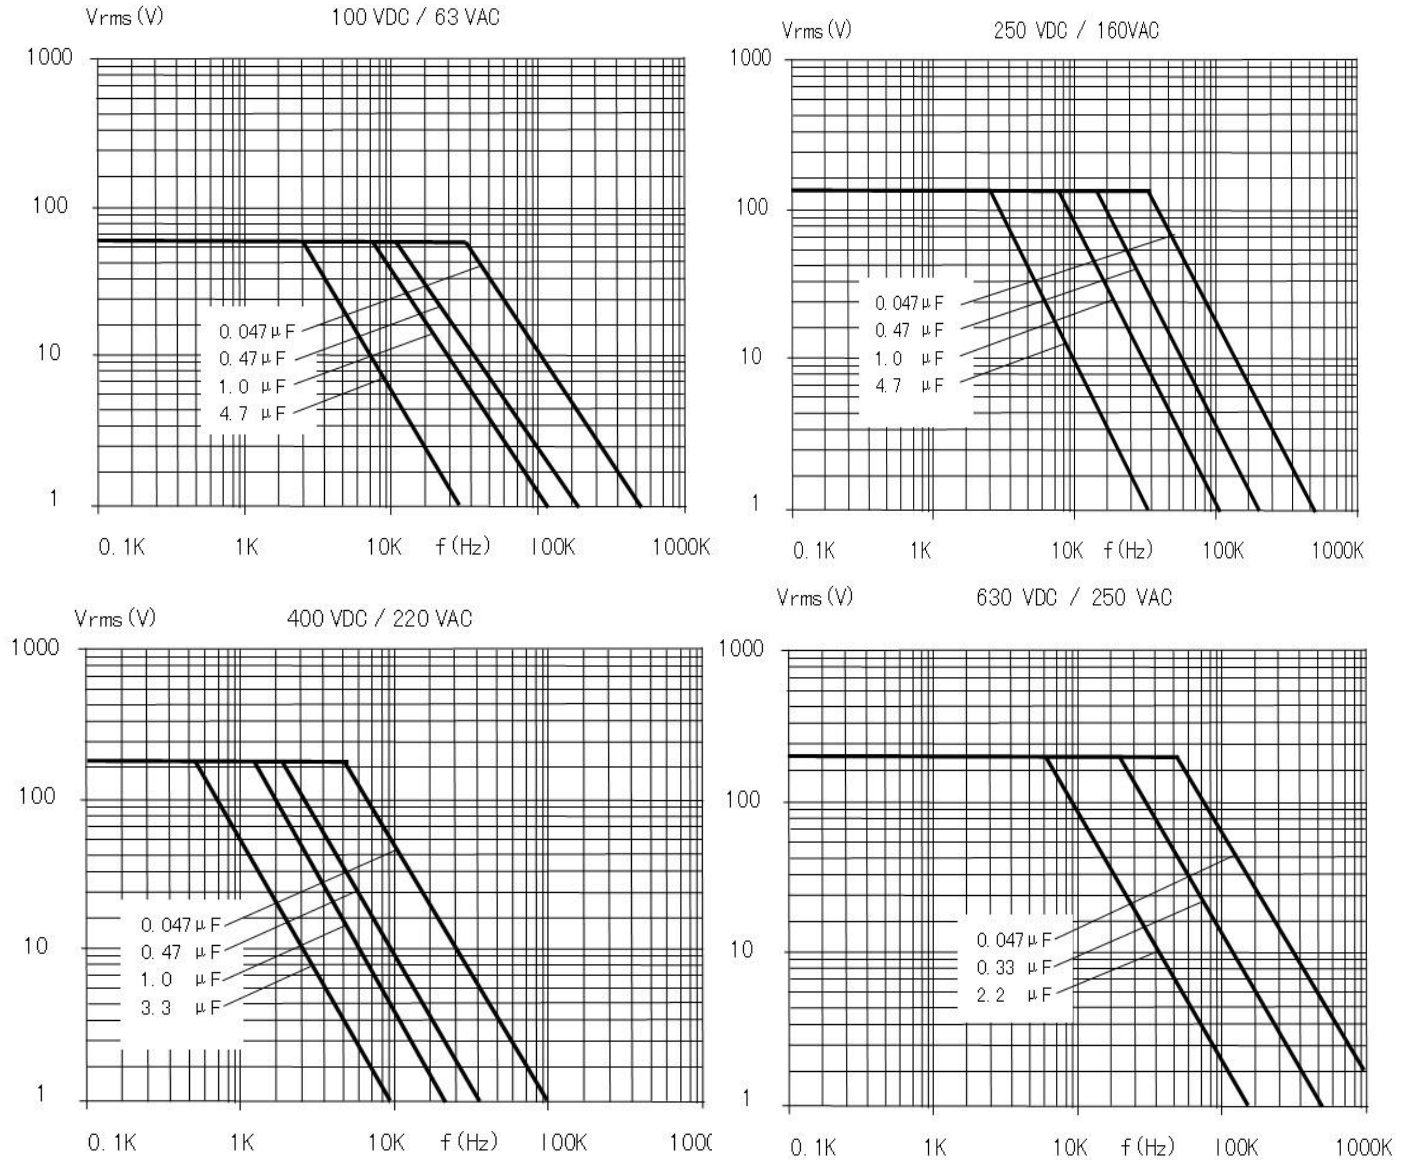 Vrms(V) 100 VDC / 63 VAC
1000
100
10
1
0.047μF
0.47μF
1.0 μF
4.7 μF
0.1K 1K 10K f(Hz) 100K 1000K
Vrms(V) 250 VDC / 160VAC
1000
100
10
1
0.047μF
0.47 μF
1.0 μF
4.7 μF
0.1K 1K 10K f(Hz) 100K 1000K
Vrms(V) 400 VDC / 220 VAC
1000
100
10
1
0.047μF
0.47 μF
1.0 μF
3.3 μF
0.1K 1K 10K f(Hz) 100K 1000
Vrms(V) 630 VDC / 250 VAC
1000
100
10
1
0.047μF
0.33 μF
2.2 μF
0.1K 1K 10K f(Hz) 100K 1000K